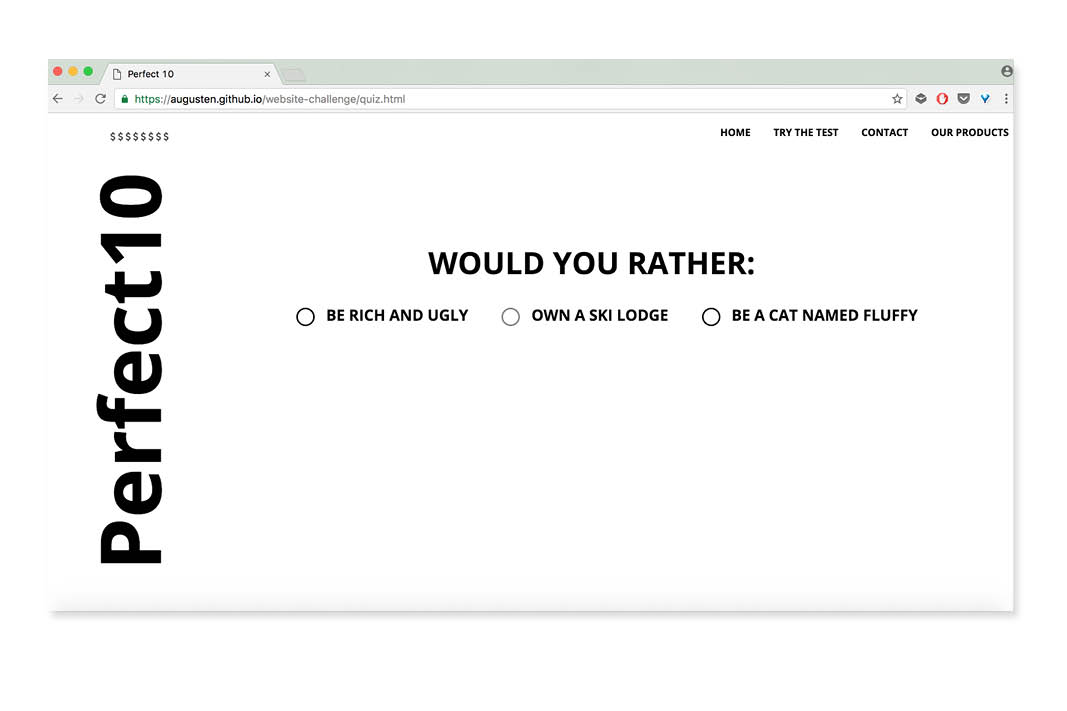 Perfect 10
https://augusten.github.io/website-challenge/quiz.html
$$$$$$$$
HOME TRY THE TEST CONTACT OUR PRODUCTS
Perfect10
WOULD YOU RATHER:
BE RICH AND UGLY OWN A SKI LODGE BE A CAT NAMED FLUFFY